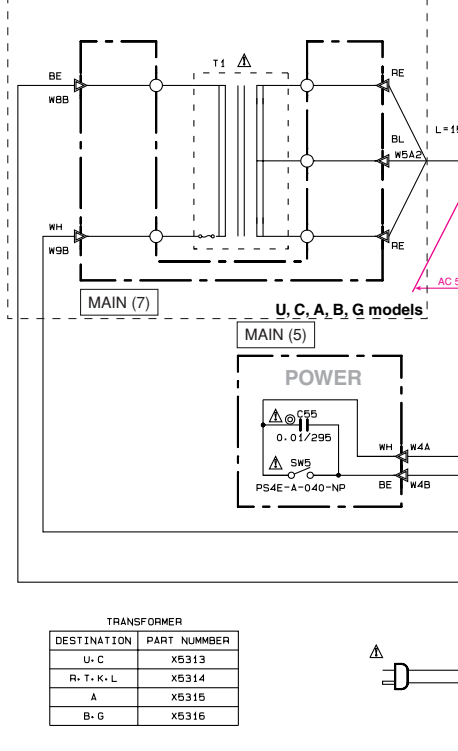 T1
BE
RE
W8B
BL
L=15
W5A2
WH
W9B
RE
AC 5
MAIN (7)
U, C, A, B, G models
MAIN (5)
POWER
C55
0.01/295
WH
W4A
SW5
PS4E-A-040-NP
BE
W4B
TRANSFORMER
DESTINATION PART NUMMBER
U.C X5313
R.T.K.L X5314
A X5315
B.G X5316